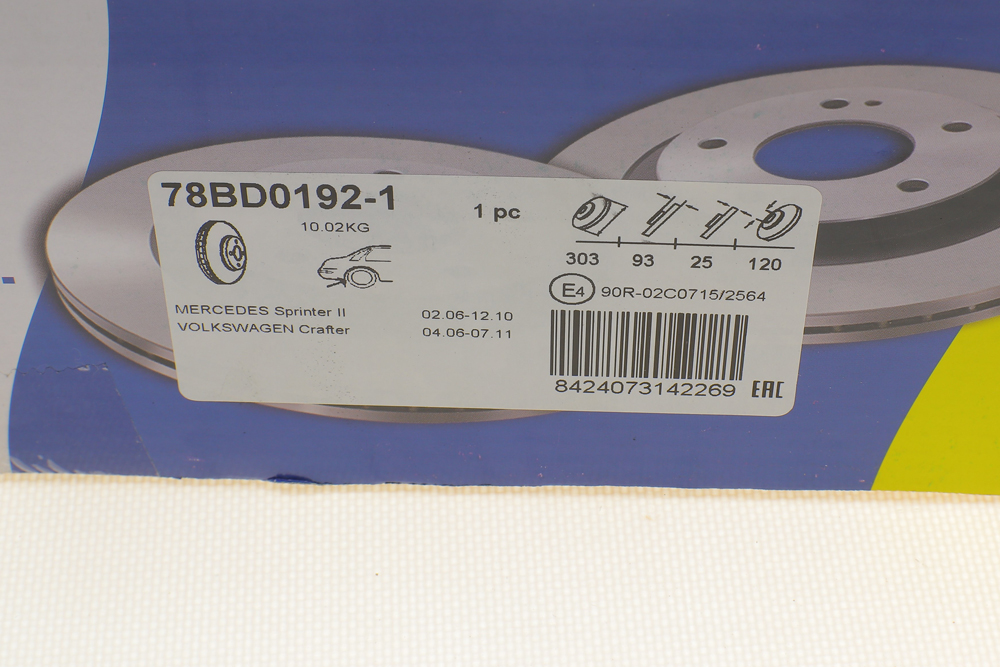 78BD0192-1
10.02KG
1 pc
303 93 25 120
E4 90R-02C0715/2564
MERCEDES Sprinter II 02.06-12.10
VOLKSWAGEN Crafter 04.06-07.11
8424073142269 EAC